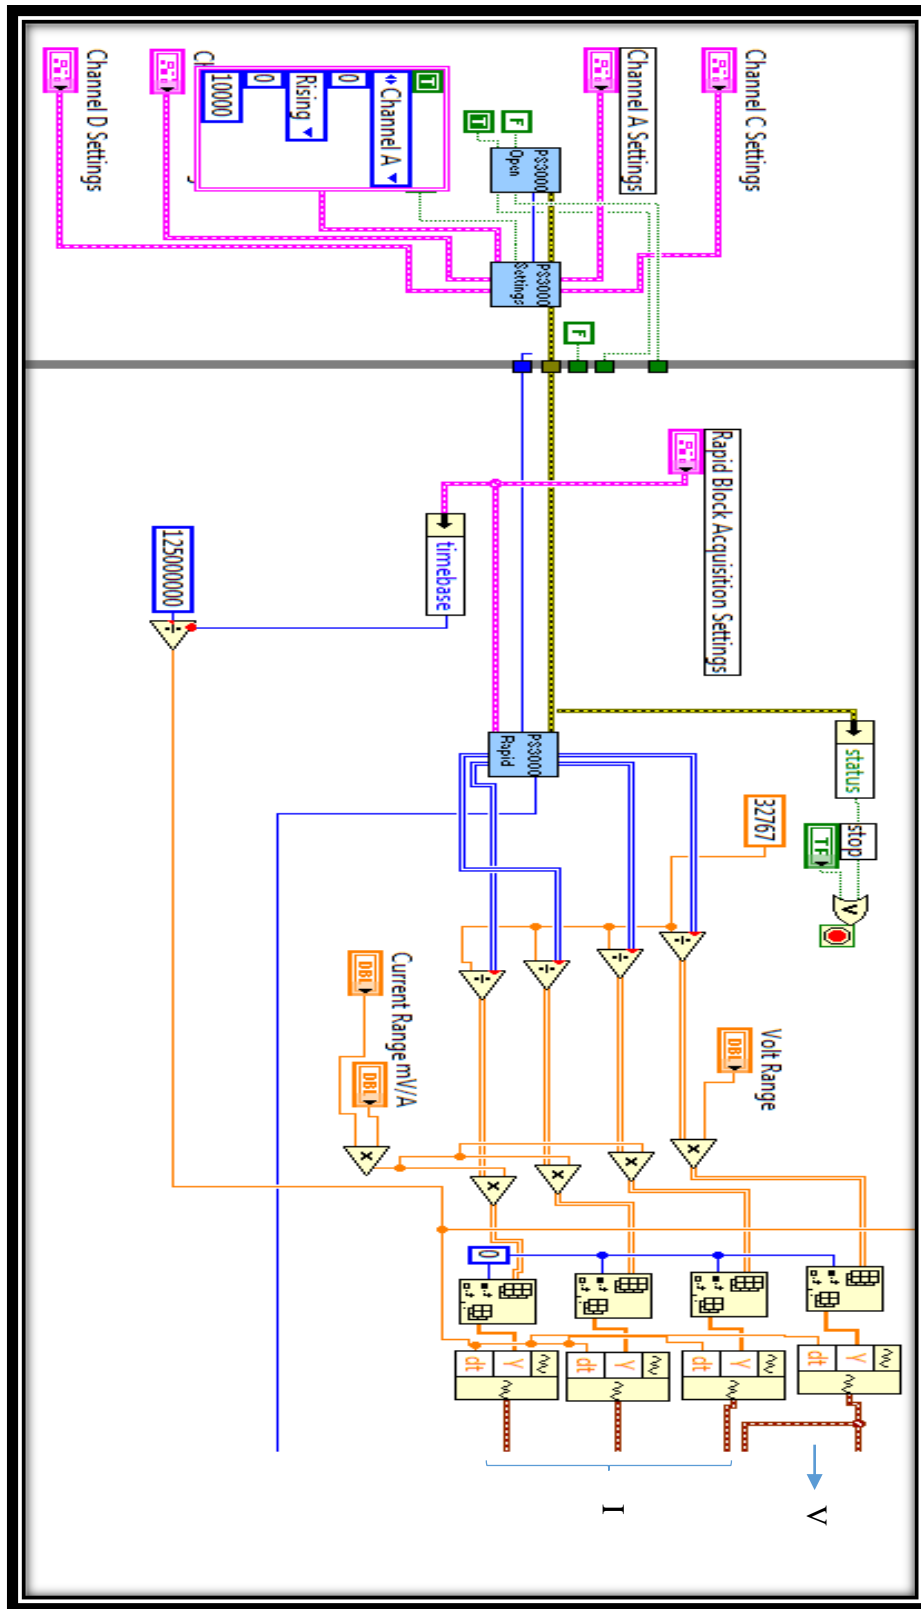 Channel C Settings
Channel A Settings
Ch
Channel D Settings
T
Channel A
0
Rising
0
10000
F
T
PS3000
Open
PS3000
Settings
F
Rapid Block Acquisition Settings
timebase
125000000
÷
PS3000
Rapid
status
stop
TF
V
32767
÷
÷
÷
÷
Volt Range
DBL
Current Range
DBL
mV/A
DBL
x
x
x
x
x
0
Y
dt
Y
dt
Y
dt
Y
dt
V
I